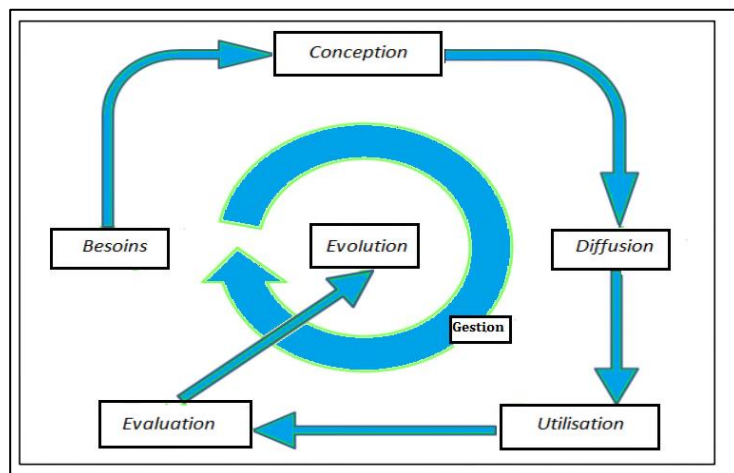 Conception
Besoins
Evolution
Diffusion
Gestion
Evaluation
Utilisation